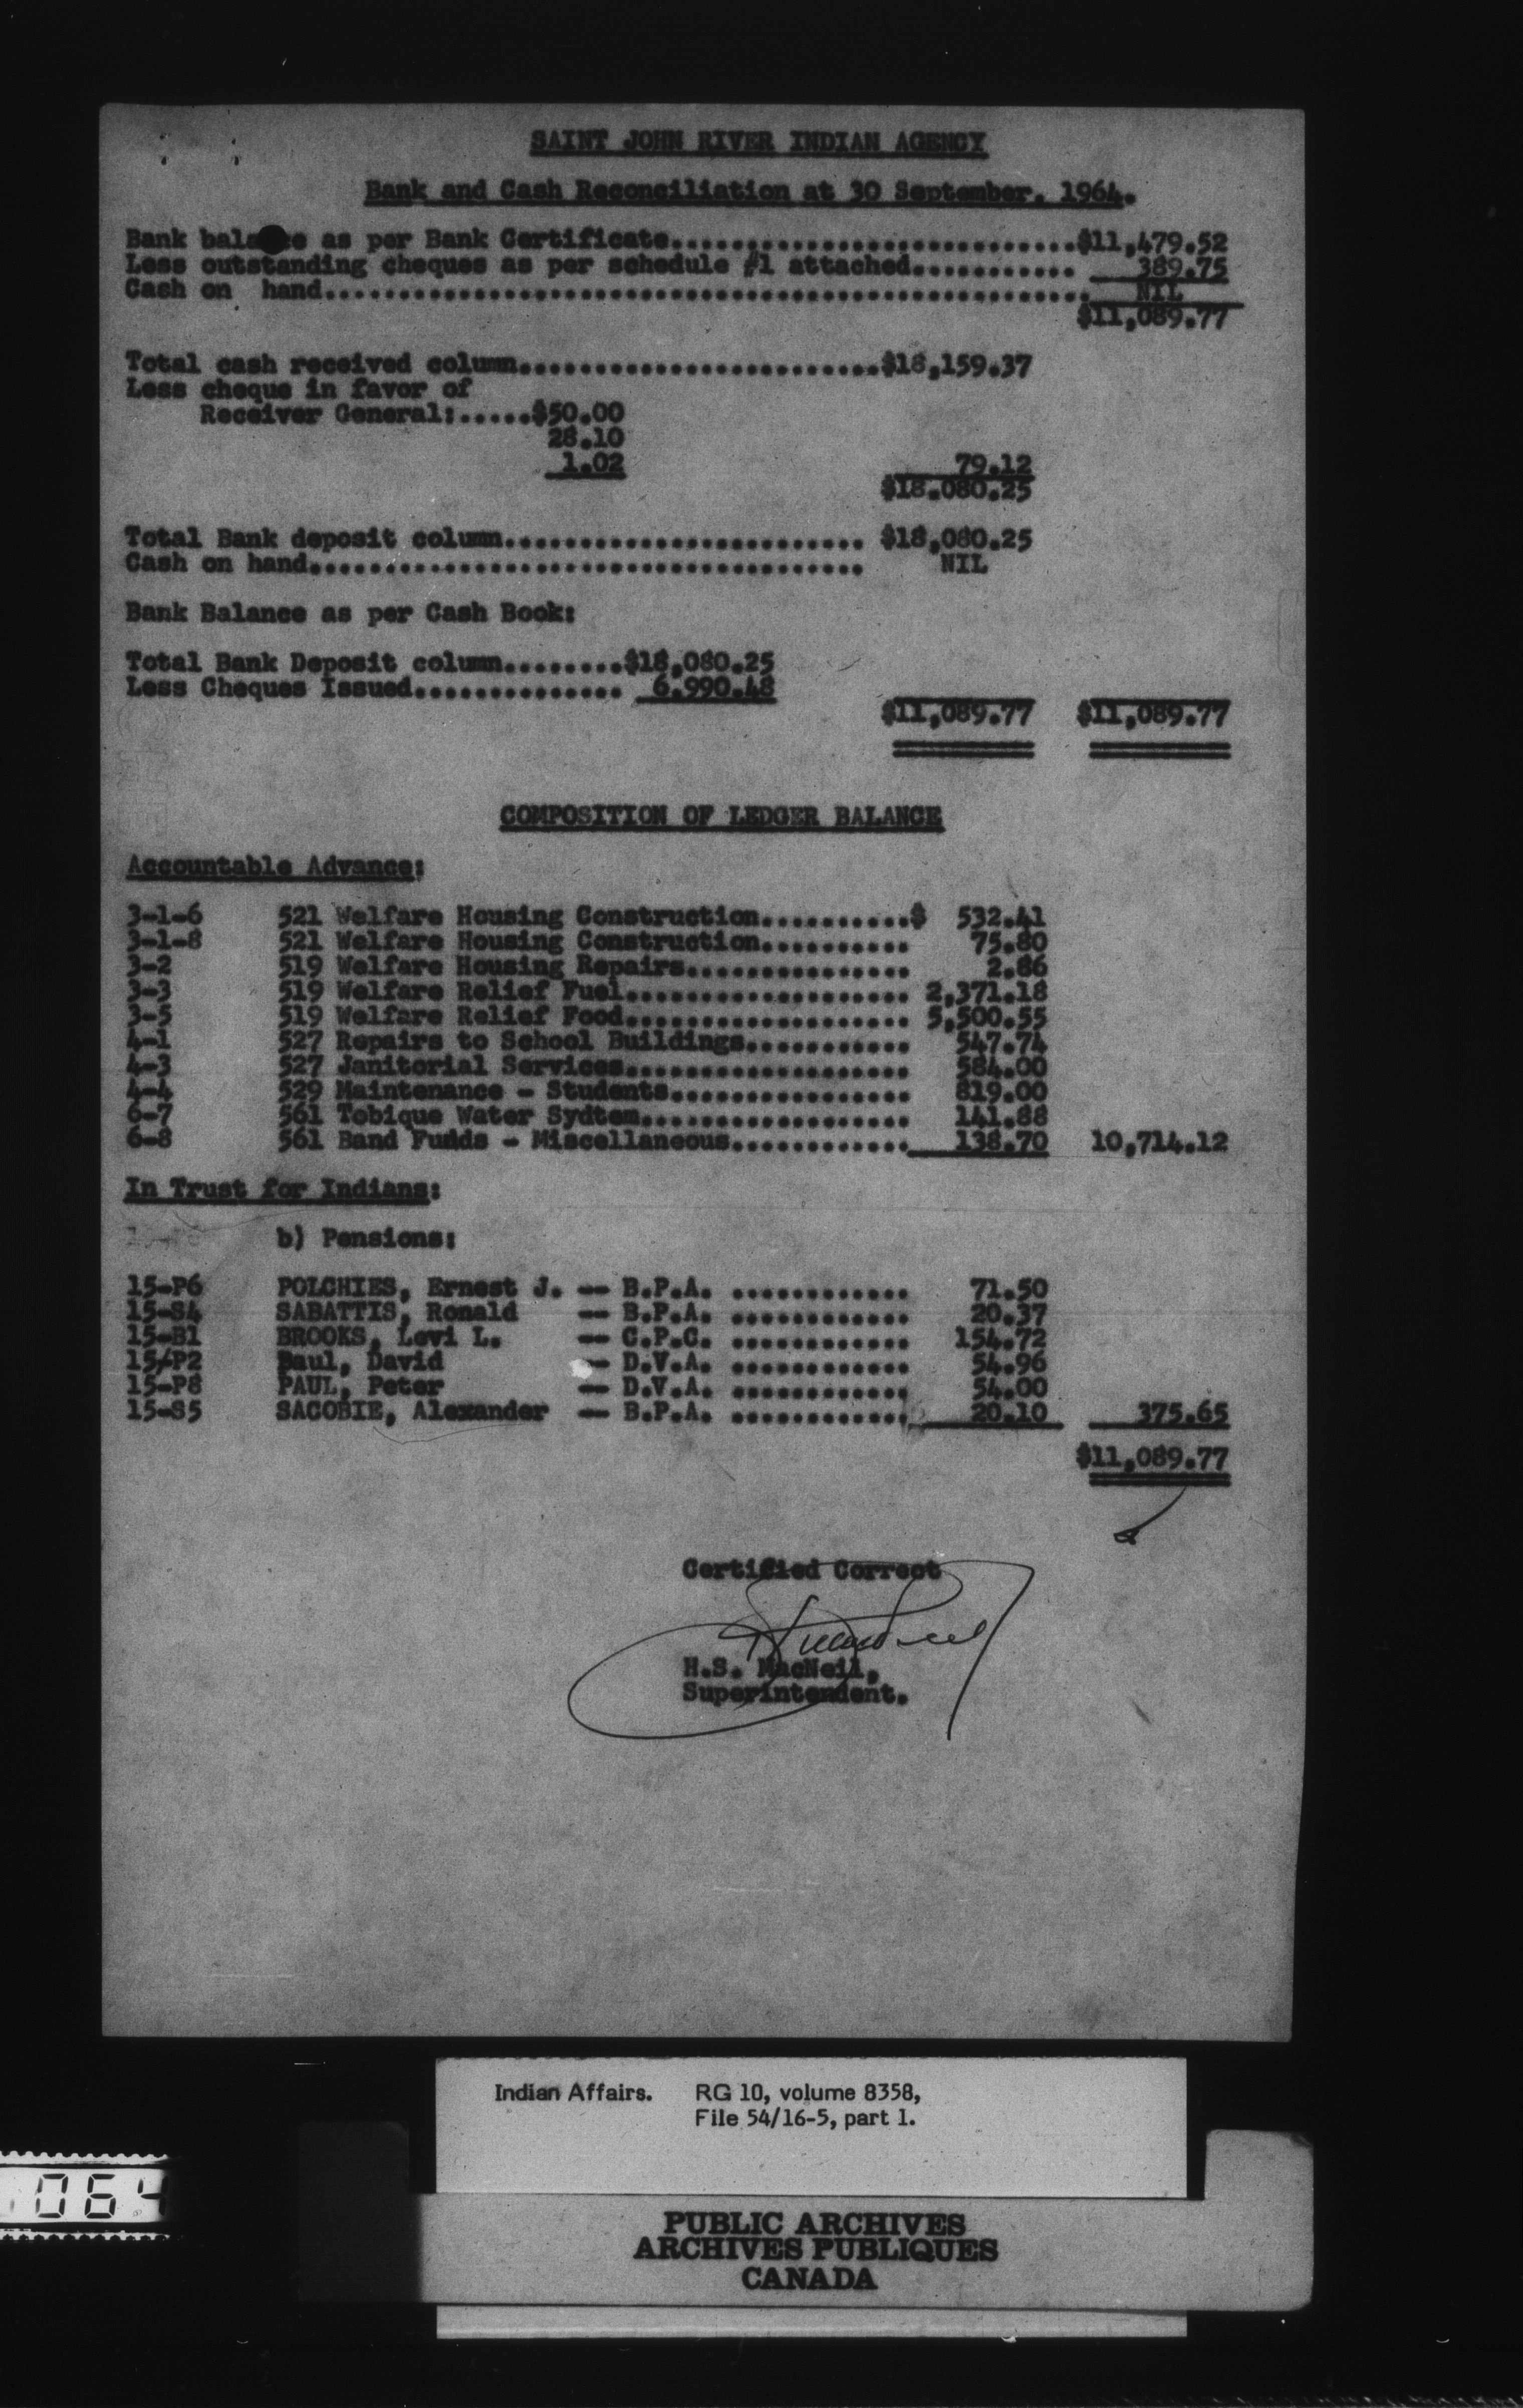 SAINT JOHN RIVER INDIAN AGENCY
Bank and Cash Reconciliation at 30 September, 1964.
Bank balance as per Bank Certificate...........................$11,479.52
Less outstanding cheques as per schedule #1 attached........... 389.75
Cash on hand................................................... NIL
$11,089.77
Total cash received column........................$18,159.37
Less cheque in favor of
Receiver General:.....$50.00
28.10
1.02 79.12
$18.080.25
Total Bank deposit column........................ $18,080.25
Cash on hand..................................... NIL
Bank Balance as per Cash Book:
Total Bank Deposit column........$18,080.25
Less Cheques Issued.............. 6.990.48
$11,089.77 $11,089.77
COMPOSITION OF LEDGER BALANCE
Accountable Advance:
3-1-6 521 Welfare Housing Construction..........$ 532.41
3-1-8 521 Welfare Housing Construction.......... 75.80
3-2 519 Welfare Housing Repairs............... 2.86
3-3 519 Welfare Relief Fuel................... 2,371.18
3-5 519 Welfare Relief Food................... 5,500.55
4-1 527 Repairs to School Buildings........... 547.74
4-3 527 Janitorial Services................... 584.00
4-4 529 Maintenance - Students................ 819.00
6-7 561 Tobique Water Sydtem.................. 141.88
6-8 561 Band Funds - Miscellaneous............ 138.70 10,714.12
In Trust for Indians:
b) Pensions:
15-P6 POLCHIES, Ernest J. -- B.P.A. ............ 71.50
15-S4 SABATTIS, Ronald -- B.P.A. ............ 20.37
15-B1 BROOKS, Levi L. -- C.P.C. ............ 154.72
15-P2 Paul, David -- D.V.A. ............ 54.96
15-P8 PAUL, Peter -- D.V.A. ............ 54.00
15-S5 SACOBIE, Alexander -- B.P.A. ............ 20.10 375.65
$11,089.77
Certified Correct
H.S. MacNeil,
Superintendent.
Indian Affairs. RG 10, volume 8358,
File 54/16-5, part 1.
064
PUBLIC ARCHIVES
ARCHIVES PUBLIQUES
CANADA